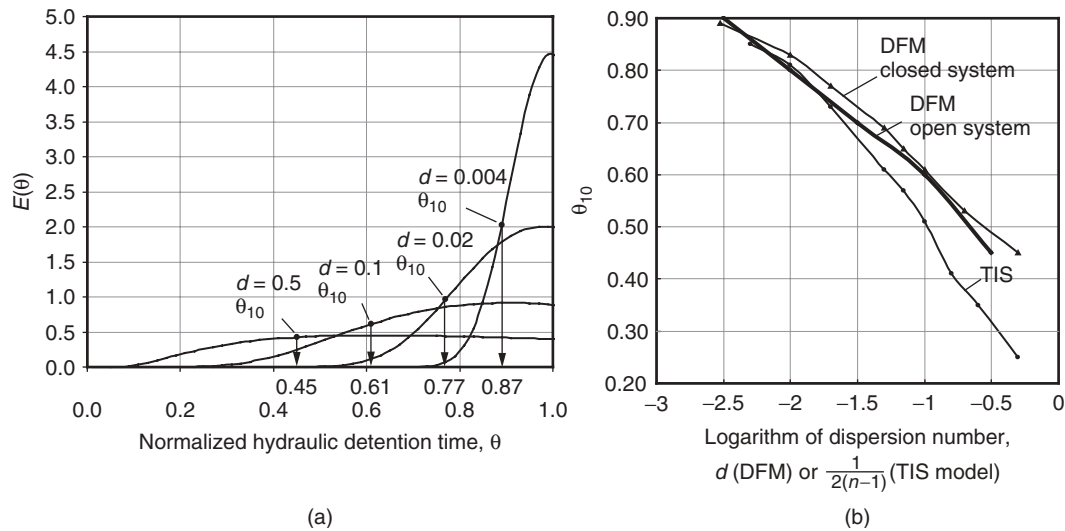 5.0
4.5
4.0
3.5
3.0
2.5
2.0
1.5
1.0
0.5
0.0
E(θ)
d = 0.004
θ10
d = 0.02
θ10
d = 0.1
θ10
d = 0.5
θ10
0.45 0.61 0.77 0.87
0.0 0.2 0.4 0.6 0.8 1.0
Normalized hydraulic detention time, θ
(a)
0.90
0.80
0.70
0.60
0.50
0.40
0.30
0.20
θ10
DFM
closed system
DFM
open system
TIS
−3 −2.5 −2 −1.5 −1 −0.5 0
Logarithm of dispersion number,
d (DFM) or 1/2(n−1) (TIS model)
(b)